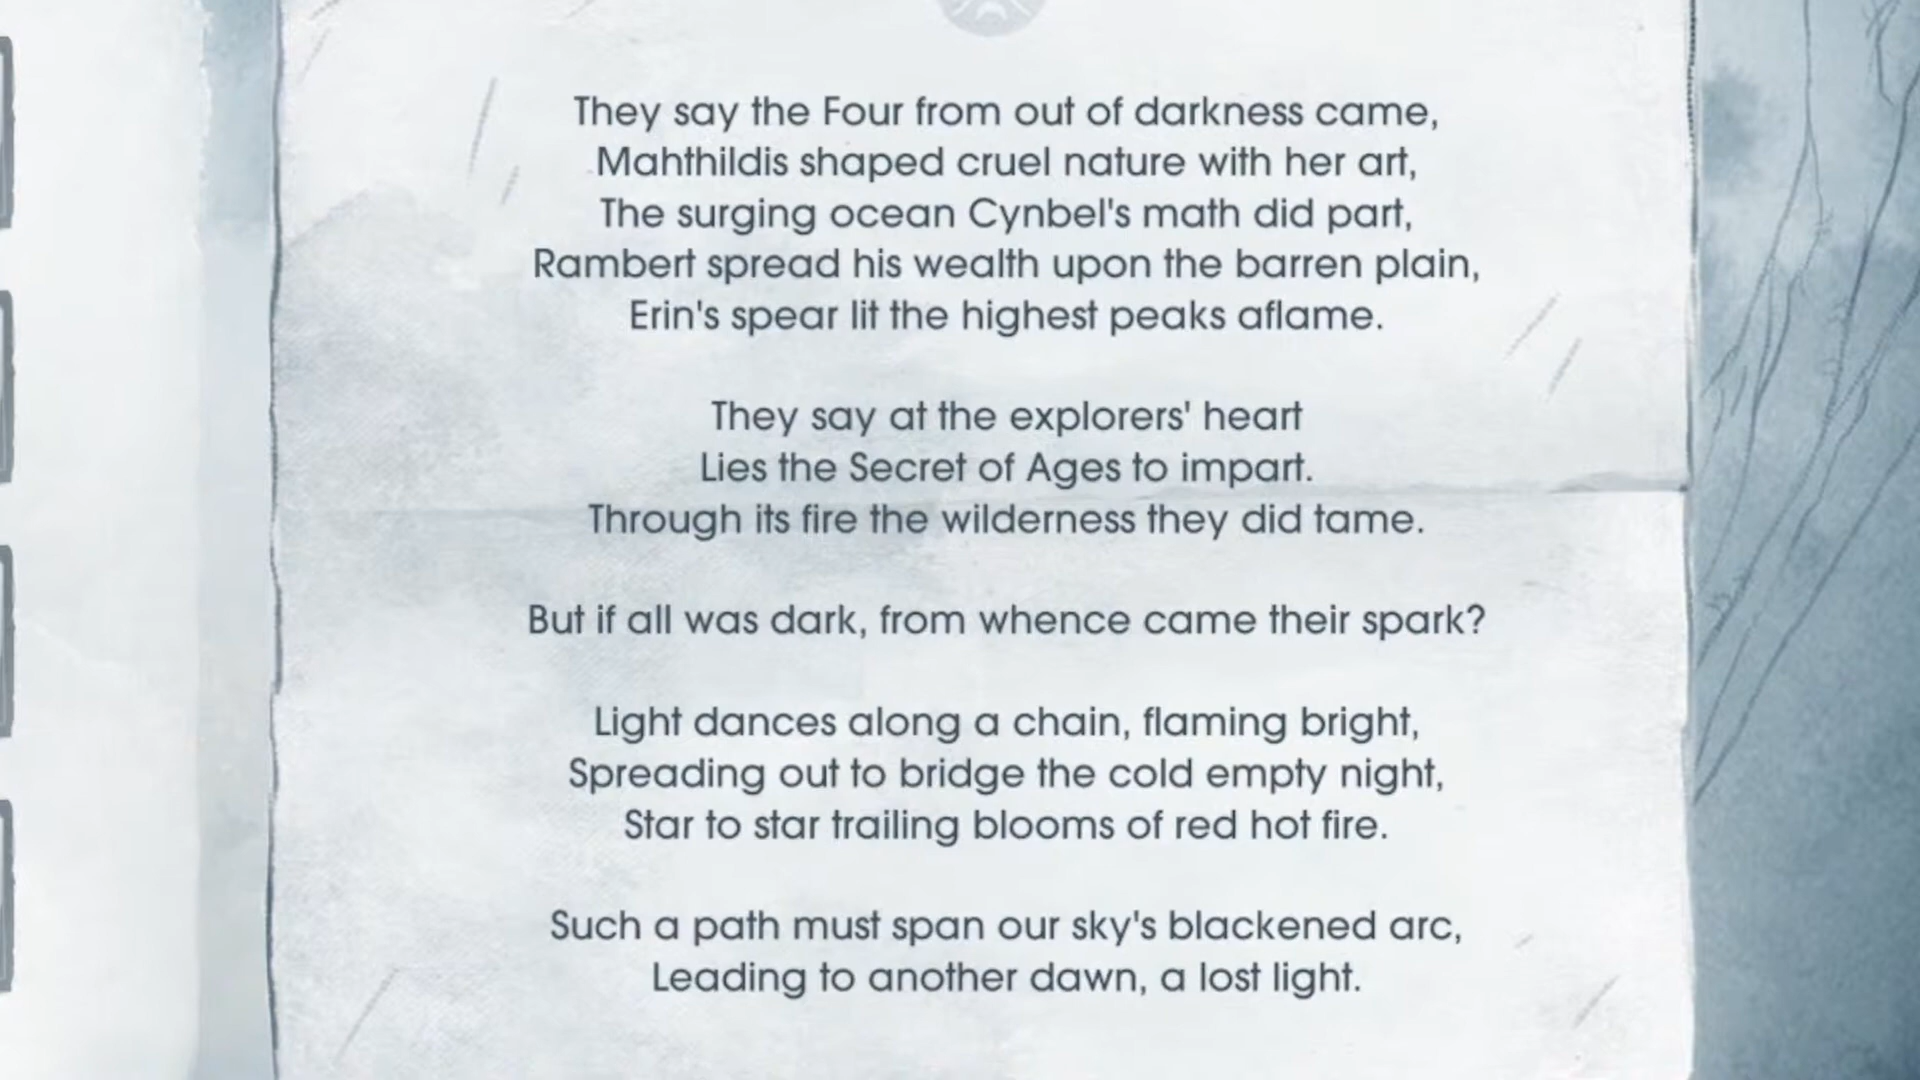 They say the Four from out of darkness came,
Mahthildis shaped cruel nature with her art,
The surging ocean Cynbel's math did part,
Rambert spread his wealth upon the barren plain,
Erin's spear lit the highest peaks aflame.
They say at the explorers' heart
Lies the Secret of Ages to impart.
Through its fire the wilderness they did tame.
But if all was dark, from whence came their spark?
Light dances along a chain, flaming bright,
Spreading out to bridge the cold empty night,
Star to star trailing blooms of red hot fire.
Such a path must span our sky's blackened arc,
Leading to another dawn, a lost light.